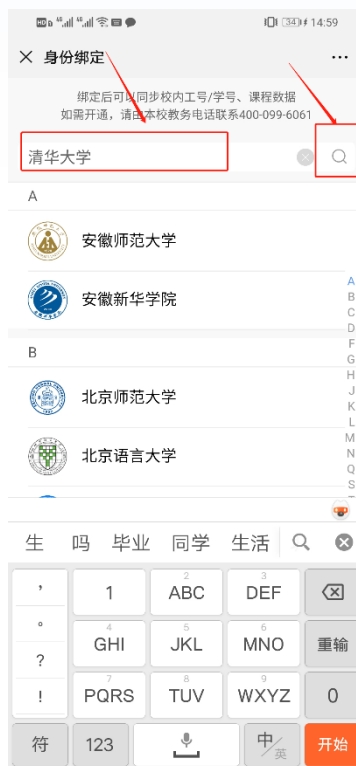 HD 46 46 34 14:59
身份绑定 ...
绑定后可以同步校内工号/学号、课程数据
如需开通，请由本校教务电话联系400-099-6061
清华大学
A
安徽师范大学
安徽新华学院
B
北京师范大学
北京语言大学
A
B
C
D
F
G
H
J
K
L
M
N
Q
S
生 吗 毕业 同学 生活
， 1 2 ABC 3 DEF
。 4 GHI 5 JKL 6 MNO 重输
？
！ 7 PQRS 8 TUV 9 WXYZ 0
符 123 中/英 开始